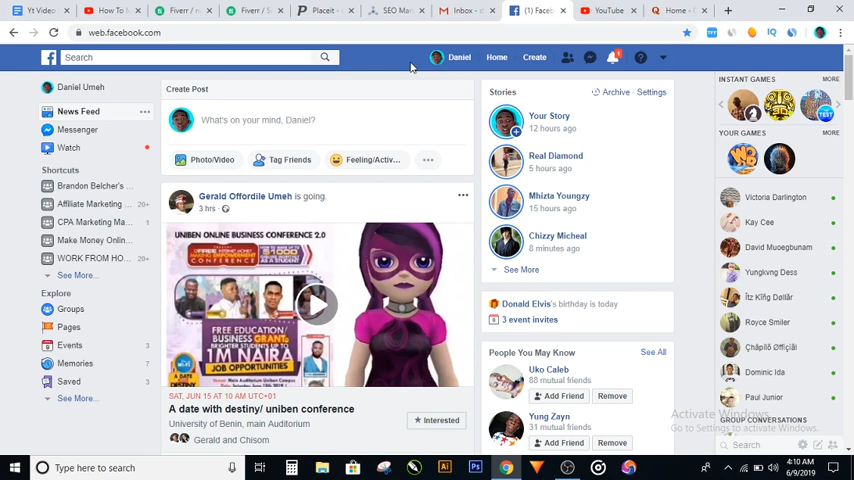 Yt Video
How To M
Fiverr / n
Fiverr / S
Placeit -
SEO Mar
Inbox - d
(1) Faceb
YouTube
Quora
Home -
web.facebook.com
Search
Daniel
Home
Create
1
Daniel Umeh
News Feed
Messenger
Watch
Shortcuts
Brandon Belcher's ...
Affiliate Marketing ... 20+
CPA Marketing Ma... 1
Make Money Onlin...
WORK FROM HO... 20+
See More...
Explore
Groups
Pages
Events 3
Memories 7
Saved 3
See More...
Create Post
What's on your mind, Daniel?
Photo/Video
Tag Friends
Feeling/Activ...
Gerald Offordile Umeh is going.
3 hrs ·
UNIBEN ONLINE BUSINESS CONFERENCE 2.0
FREE EDUCATION/
BUSINESS GRANT,
BRIGHTER STUDENTS UP TO
1M NAIRA
JOB OPPORTUNITIES
SAT, JUN 15 AT 10 AM UTC+01
A date with destiny/ uniben conference
University of Benin, main Auditorium
Gerald and Chisom
Interested
Stories
Archive · Settings
Your Story
12 hours ago
Real Diamond
5 hours ago
Mhizta Youngzy
15 hours ago
Chizzy Micheal
8 minutes ago
See More
Donald Elvis's birthday is today
3 event invites
People You May Know
See All
Uko Caleb
88 mutual friends
Add Friend
Remove
Yung Zayn
31 mutual friends
Add Friend
Remove
INSTANT GAMES
MORE
YOUR GAMES
MORE
Victoria Darlington
Kay Cee
David Muoegbunam
Yungkvng Dess
Îtz Kîñg Døllår
Royce Smiler
Çhåpîlõ Øffîçîål
Dominic Ida
Paul Junior
GROUP CONVERSATIONS
Search
Activate Windows
Go to Settings to activate Windows.
Type here to search
4:10 AM
6/9/2019